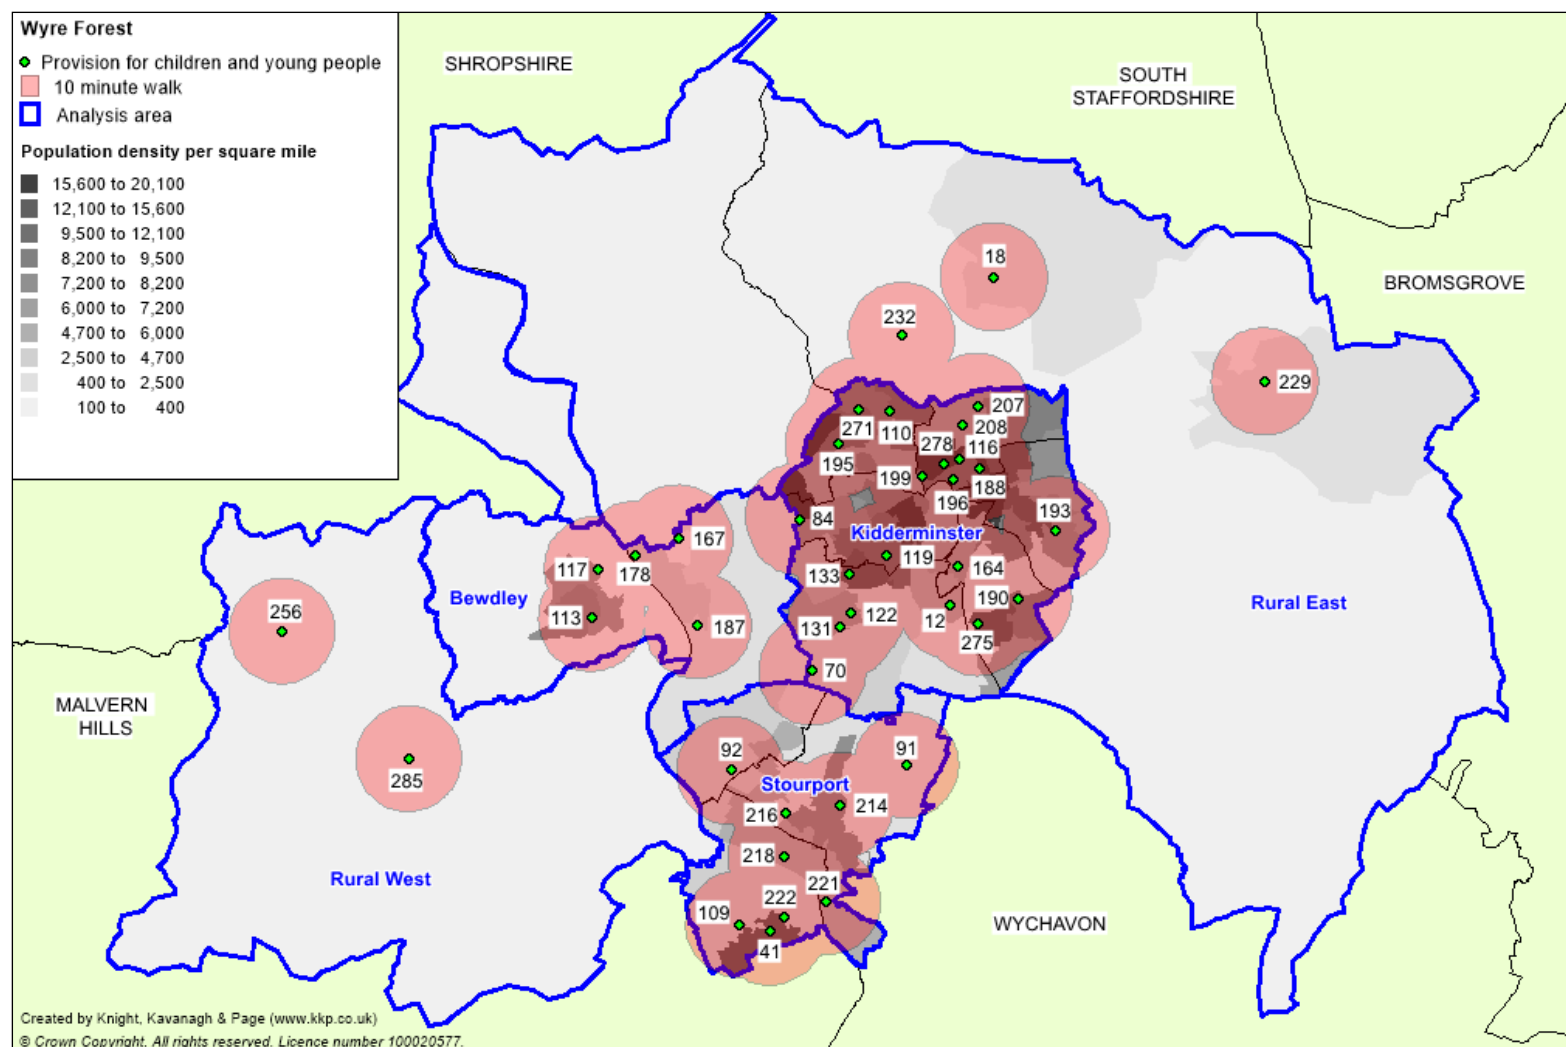 Wyre Forest
Provision for children and young people
10 minute walk
Analysis area
Population density per square mile
15,600 to 20,100
12,100 to 15,600
9,500 to 12,100
8,200 to 9,500
7,200 to 8,200
6,000 to 7,200
4,700 to 6,000
2,500 to 4,700
400 to 2,500
100 to 400
SHROPSHIRE
SOUTH
STAFFORDSHIRE
BROMSGROVE
18
232
229
207
271
110
208
278
116
195
199
188
196
193
84
Kidderminster
167
119
117
178
133
164
Bewdley
190
Rural East
256
113
187
122
12
131
275
70
MALVERN
HILLS
92
91
285
Stourport
216
214
218
Rural West
221
222
109
WYCHAVON
41
Created by Knight, Kavanagh & Page (www.kkp.co.uk)
© Crown Copyright. All rights reserved. Licence number 100020577.